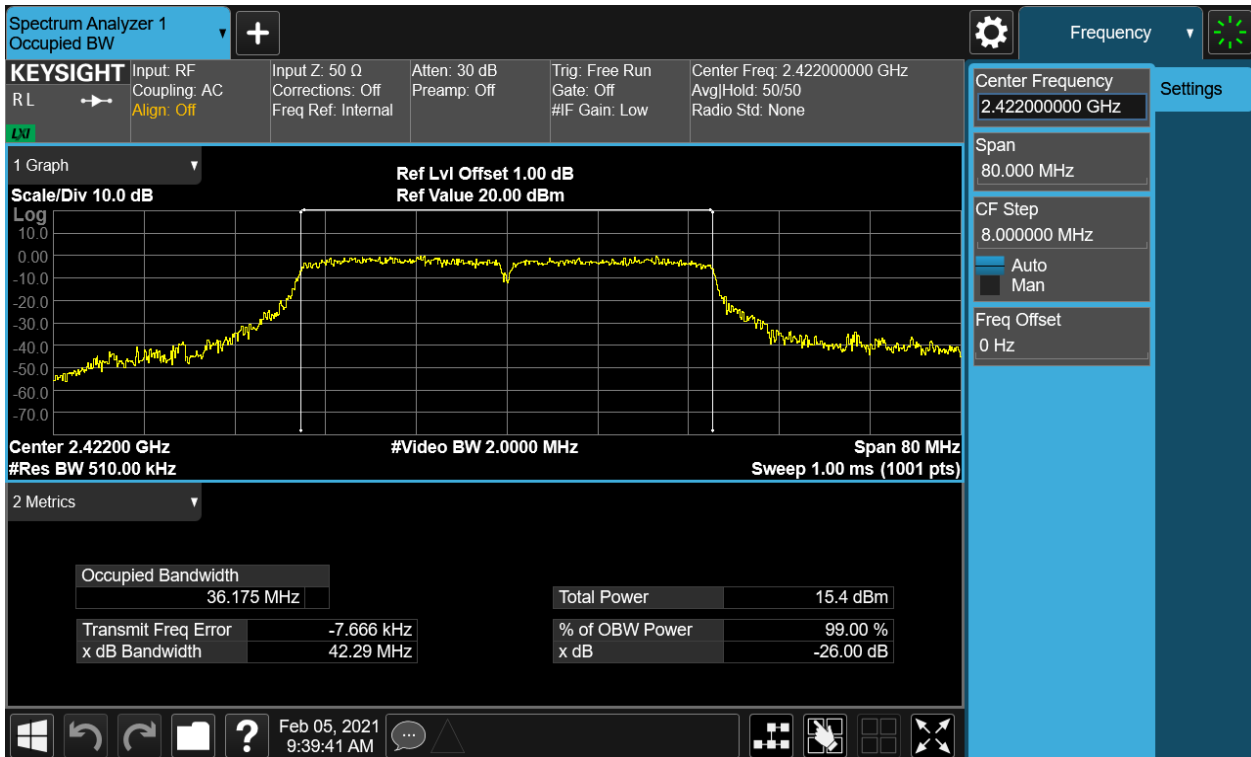 Spectrum Analyzer 1
Occupied BW
Frequency
KEYSIGHT
R L
LXI
Input: RF
Coupling: AC
Align: Off
Input Z: 50 Ω
Corrections: Off
Freq Ref: Internal
Atten: 30 dB
Preamp: Off
Trig: Free Run
Gate: Off
#IF Gain: Low
Center Freq: 2.422000000 GHz
Avg|Hold: 50/50
Radio Std: None
Center Frequency
2.422000000 GHz
Settings
Span
80.000 MHz
CF Step
8.000000 MHz
Auto
Man
Freq Offset
0 Hz
1 Graph
Scale/Div 10.0 dB
Ref Lvl Offset 1.00 dB
Ref Value 20.00 dBm
Log
10.0
0.00
-10.0
-20.0
-30.0
-40.0
-50.0
-60.0
-70.0
Center 2.42200 GHz
#Res BW 510.00 kHz
#Video BW 2.0000 MHz
Span 80 MHz
Sweep 1.00 ms (1001 pts)
2 Metrics
Occupied Bandwidth
36.175 MHz
Transmit Freq Error -7.666 kHz
x dB Bandwidth 42.29 MHz
Total Power 15.4 dBm
% of OBW Power 99.00 %
x dB -26.00 dB
?
Feb 05, 2021
9:39:41 AM